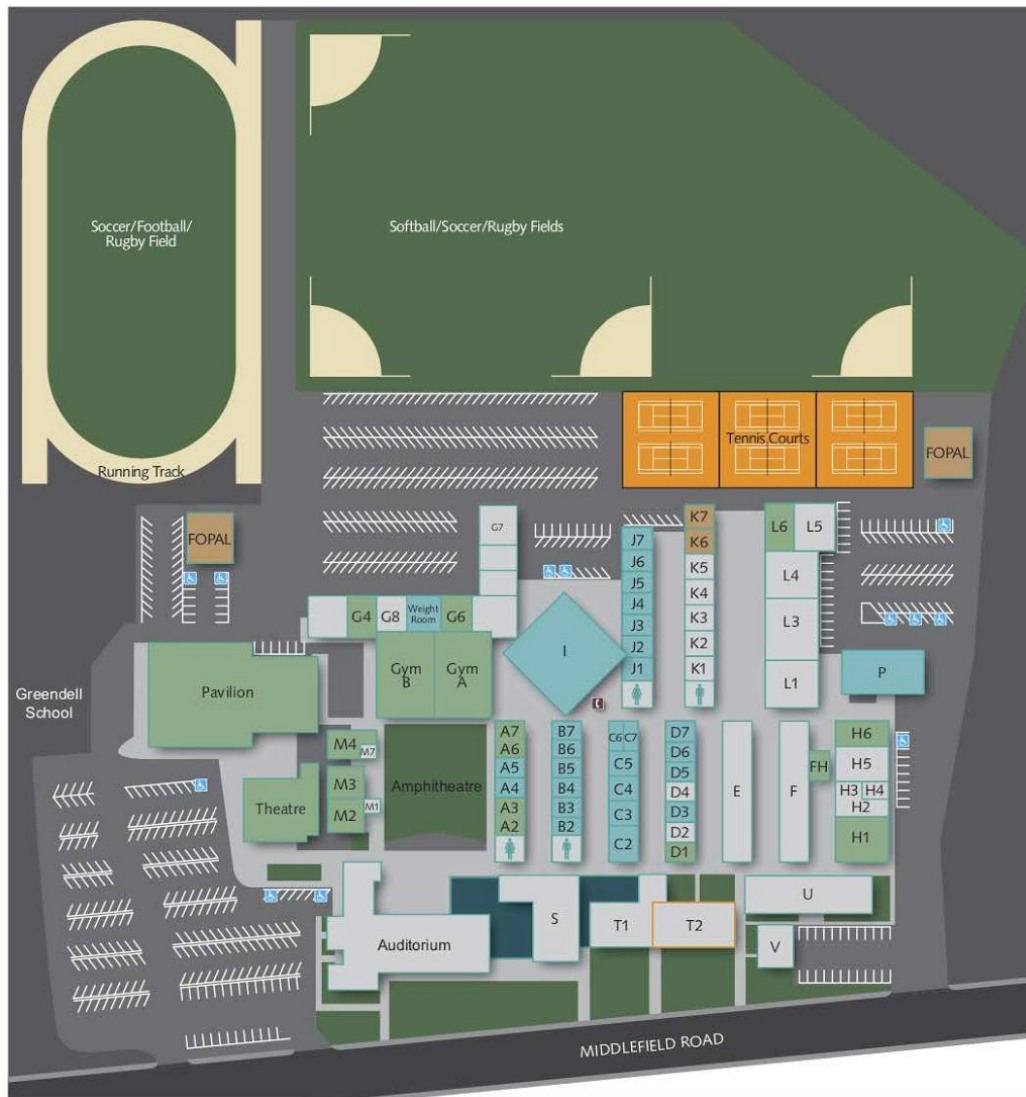 Soccer/Football/
Rugby Field
Softball/Soccer/Rugby Fields
Running Track
Tennis Courts
FOPAL
FOPAL
G7
G4
G8
Weight
Room
G6
Gym
B
Gym
A
I
J7
J6
J5
J4
J3
J2
J1
K7
K6
K5
K4
K3
K2
K1
L6
L5
L4
L3
L1
P
Greendell
School
Pavilion
M4
M7
M3
M1
M2
Theatre
Amphitheatre
A7
A6
A5
A4
A3
A2
B7
B6
B5
B4
B3
B2
C6
C7
C5
C4
C3
C2
D7
D6
D5
D4
D3
D2
D1
E
F
FH
H6
H5
H3
H4
H2
H1
Auditorium
S
T1
T2
U
V
MIDDLEFIELD ROAD